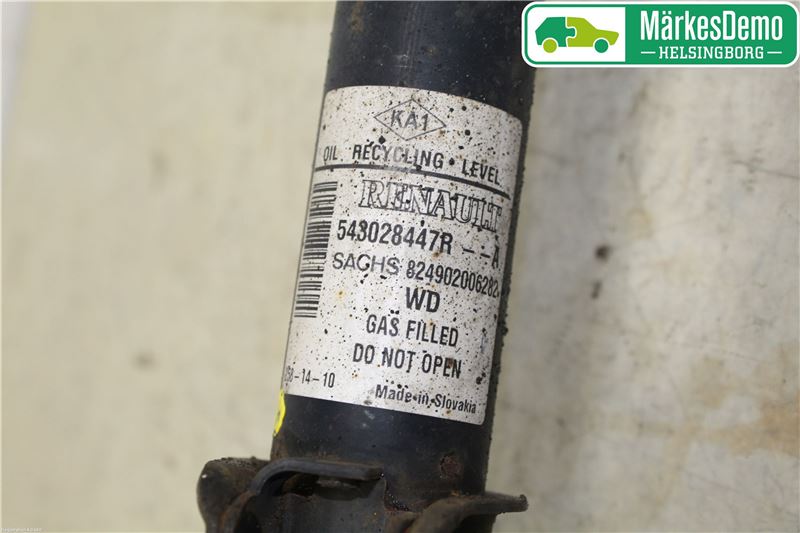 MärkesDemo
HELSINGBORG
KA1
OIL RECYCLING · LEVEL
RENAULT
543028447R --A
SACHS 824902006282
WD
GAS FILLED
DO NOT OPEN
-14-10
Made in Slovakia